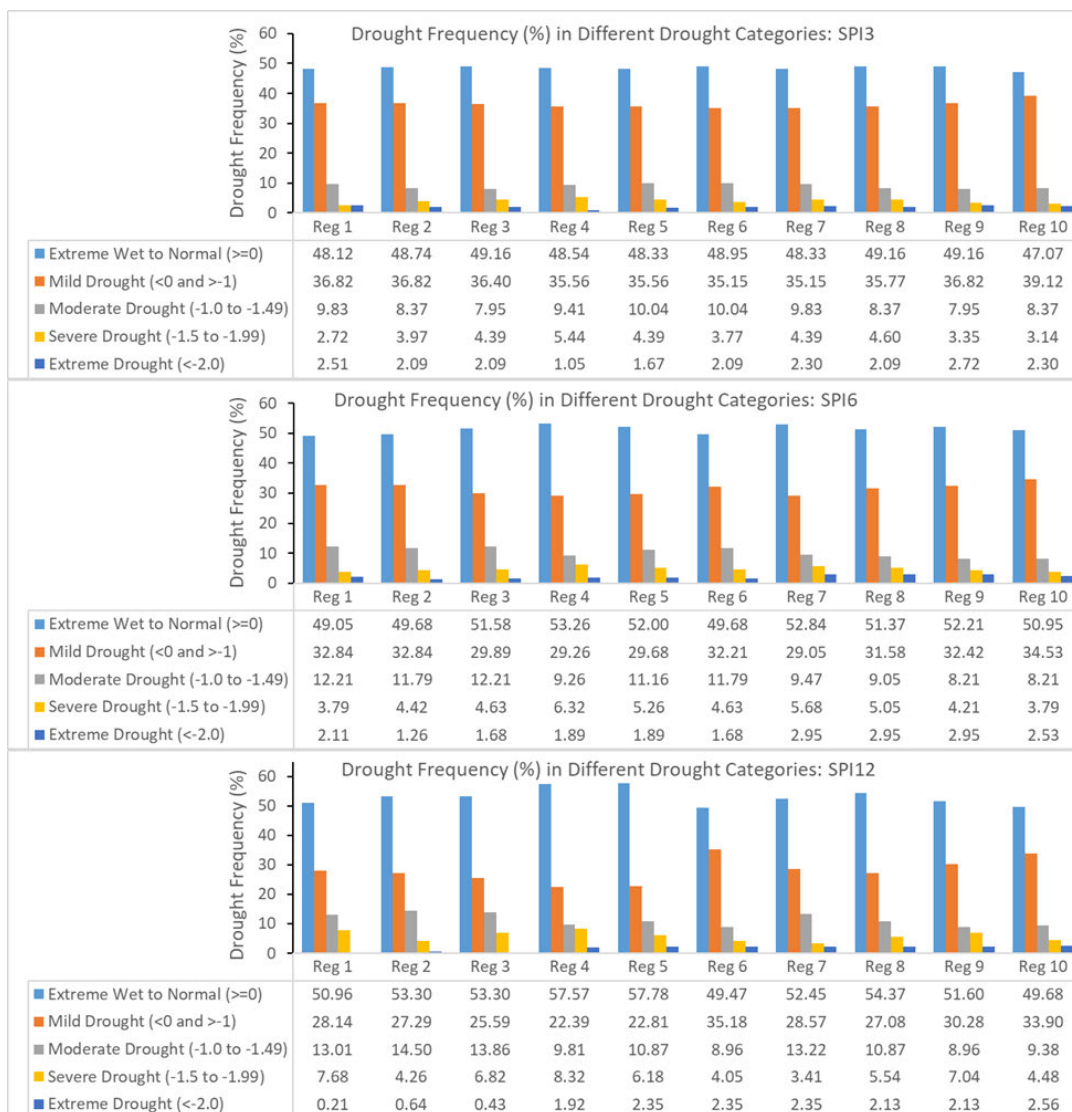 Drought Frequency (%) in Different Drought Categories: SPI3
Drought Frequency (%)
60
50
40
30
20
10
0
Reg 1 Reg 2 Reg 3 Reg 4 Reg 5 Reg 6 Reg 7 Reg 8 Reg 9 Reg 10
Extreme Wet to Normal (>=0) 48.12 48.74 49.16 48.54 48.33 48.95 48.33 49.16 49.16 47.07
Mild Drought (<0 and >-1) 36.82 36.82 36.40 35.56 35.56 35.15 35.15 35.77 36.82 39.12
Moderate Drought (-1.0 to -1.49) 9.83 8.37 7.95 9.41 10.04 10.04 9.83 8.37 7.95 8.37
Severe Drought (-1.5 to -1.99) 2.72 3.97 4.39 5.44 4.39 3.77 4.39 4.60 3.35 3.14
Extreme Drought (<-2.0) 2.51 2.09 2.09 1.05 1.67 2.09 2.30 2.09 2.72 2.30
Drought Frequency (%) in Different Drought Categories: SPI6
Drought Frequency (%)
60
50
40
30
20
10
0
Reg 1 Reg 2 Reg 3 Reg 4 Reg 5 Reg 6 Reg 7 Reg 8 Reg 9 Reg 10
Extreme Wet to Normal (>=0) 49.05 49.68 51.58 53.26 52.00 49.68 52.84 51.37 52.21 50.95
Mild Drought (<0 and >-1) 32.84 32.84 29.89 29.26 29.68 32.21 29.05 31.58 32.42 34.53
Moderate Drought (-1.0 to -1.49) 12.21 11.79 12.21 9.26 11.16 11.79 9.47 9.05 8.21 8.21
Severe Drought (-1.5 to -1.99) 3.79 4.42 4.63 6.32 5.26 4.63 5.68 5.05 4.21 3.79
Extreme Drought (<-2.0) 2.11 1.26 1.68 1.89 1.89 1.68 2.95 2.95 2.95 2.53
Drought Frequency (%) in Different Drought Categories: SPI12
Drought Frequency (%)
60
50
40
30
20
10
0
Reg 1 Reg 2 Reg 3 Reg 4 Reg 5 Reg 6 Reg 7 Reg 8 Reg 9 Reg 10
Extreme Wet to Normal (>=0) 50.96 53.30 53.30 57.57 57.78 49.47 52.45 54.37 51.60 49.68
Mild Drought (<0 and >-1) 28.14 27.29 25.59 22.39 22.81 35.18 28.57 27.08 30.28 33.90
Moderate Drought (-1.0 to -1.49) 13.01 14.50 13.86 9.81 10.87 8.96 13.22 10.87 8.96 9.38
Severe Drought (-1.5 to -1.99) 7.68 4.26 6.82 8.32 6.18 4.05 3.41 5.54 7.04 4.48
Extreme Drought (<-2.0) 0.21 0.64 0.43 1.92 2.35 2.35 2.35 2.13 2.13 2.56